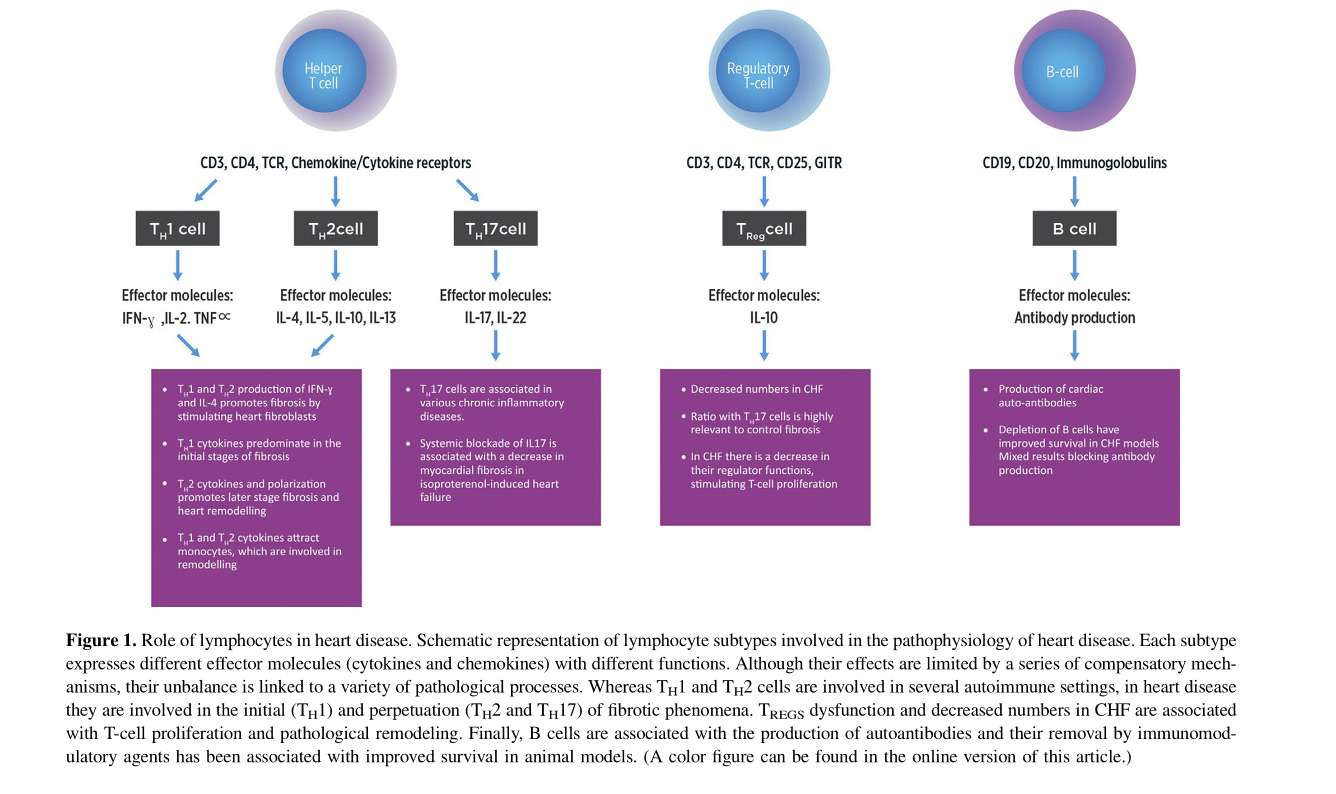 Helper
T cell
Regulatory
T-cell
B-cell
CD3, CD4, TCR, Chemokine/Cytokine receptors
CD3, CD4, TCR, CD25, GITR
CD19, CD20, Immunogolobulins
TH1 cell
TH2cell
TH17cell
TRegcell
B cell
Effector molecules:
IFN-γ ,IL-2. TNF∝
Effector molecules:
IL-4, IL-5, IL-10, IL-13
Effector molecules:
IL-17, IL-22
Effector molecules:
IL-10
Effector molecules:
Antibody production
• TH1 and TH2 production of IFN-γ
and IL-4 promotes fibrosis by
stimulating heart fibroblasts
• TH1 cytokines predominate in the
initial stages of fibrosis
• TH2 cytokines and polarization
promotes later stage fibrosis and
heart remodelling
• TH1 and TH2 cytokines attract
monocytes, which are involved in
remodelling
• TH17 cells are associated in
various chronic inflammatory
diseases.
• Systemic blockade of IL17 is
associated with a decrease in
myocardial fibrosis in
isoproterenol-induced heart
failure
• Decreased numbers in CHF
• Ratio with TH17 cells is highly
relevant to control fibrosis
• In CHF there is a decrease in
their regulator functions,
stimulating T-cell proliferation
• Production of cardiac
auto-antibodies
• Depletion of B cells have
improved survival in CHF models
Mixed results blocking antibody
production
Figure 1. Role of lymphocytes in heart disease. Schematic representation of lymphocyte subtypes involved in the pathophysiology of heart disease. Each subtype
expresses different effector molecules (cytokines and chemokines) with different functions. Although their effects are limited by a series of compensatory mech-
anisms, their unbalance is linked to a variety of pathological processes. Whereas TH1 and TH2 cells are involved in several autoimmune settings, in heart disease
they are involved in the initial (TH1) and perpetuation (TH2 and TH17) of fibrotic phenomena. TREGS dysfunction and decreased numbers in CHF are associated
with T-cell proliferation and pathological remodeling. Finally, B cells are associated with the production of autoantibodies and their removal by immunomod-
ulatory agents has been associated with improved survival in animal models. (A color figure can be found in the online version of this article.)